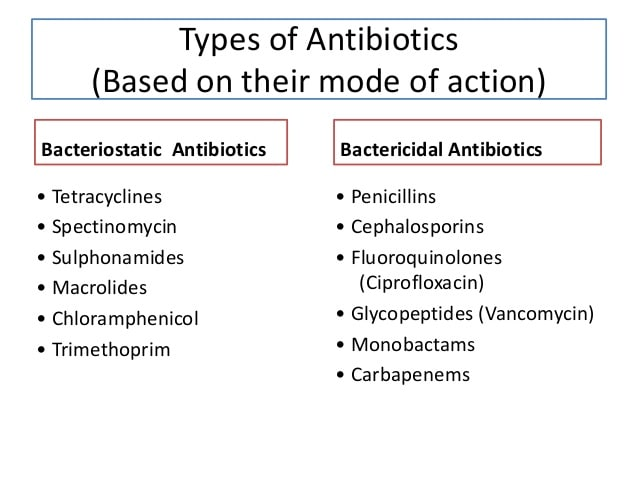 Types of Antibiotics
(Based on their mode of action)
Bacteriostatic Antibiotics
• Tetracyclines
• Spectinomycin
• Sulphonamides
• Macrolides
• Chloramphenicol
• Trimethoprim
Bactericidal Antibiotics
• Penicillins
• Cephalosporins
• Fluoroquinolones
(Ciprofloxacin)
• Glycopeptides (Vancomycin)
• Monobactams
• Carbapenems